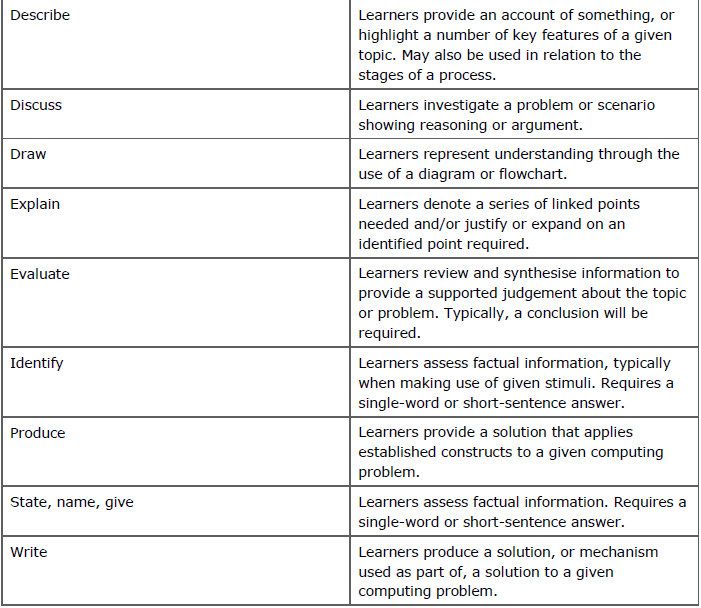 Describe
Learners provide an account of something, or
highlight a number of key features of a given
topic. May also be used in relation to the
stages of a process.
Discuss
Learners investigate a problem or scenario
showing reasoning or argument.
Draw
Learners represent understanding through the
use of a diagram or flowchart.
Explain
Learners denote a series of linked points
needed and/or justify or expand on an
identified point required.
Evaluate
Learners review and synthesise information to
provide a supported judgement about the topic
or problem. Typically, a conclusion will be
required.
Identify
Learners assess factual information, typically
when making use of given stimuli. Requires a
single-word or short-sentence answer.
Produce
Learners provide a solution that applies
established constructs to a given computing
problem.
State, name, give
Learners assess factual information. Requires a
single-word or short-sentence answer.
Write
Learners produce a solution, or mechanism
used as part of, a solution to a given
computing problem.